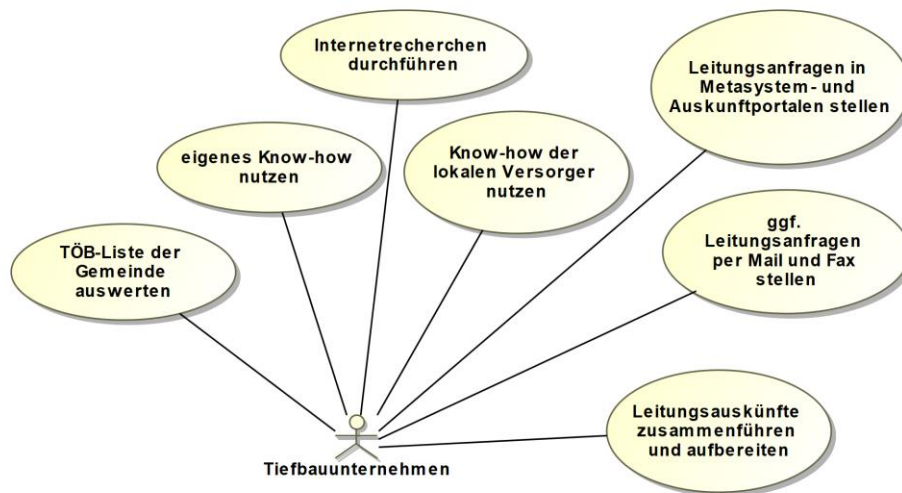 Internetrecherchen
durchführen
Leitungsanfragen in
Metasystem- und
Auskunftportalen stellen
eigenes Know-how
nutzen
Know-how der
lokalen Versorger
nutzen
TÖB-Liste der
Gemeinde
auswerten
ggf.
Leitungsanfragen
per Mail und Fax
stellen
Leitungsauskünfte
zusammenführen
und aufbereiten
Tiefbauunternehmen